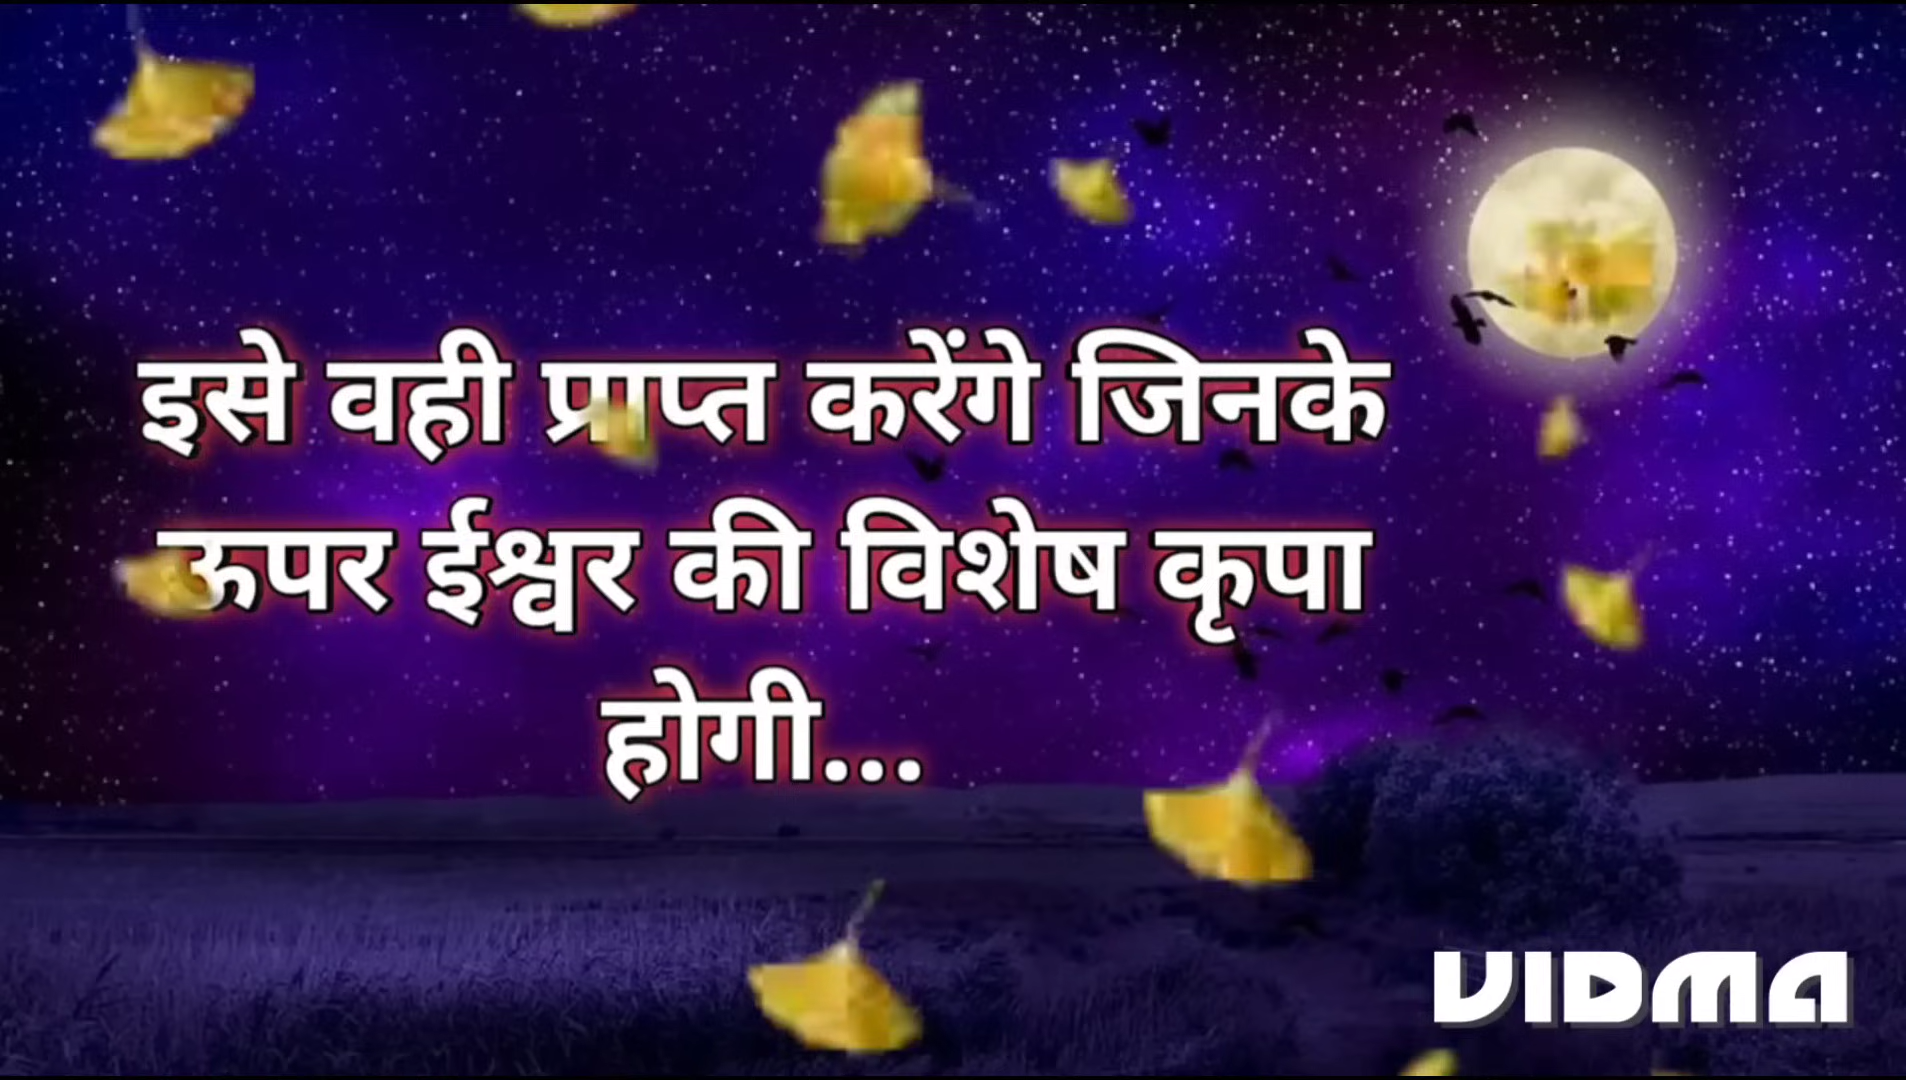 इसे वही प्राप्त करेंगे जिनके
ऊपर ईश्वर की विशेष कृपा
होगी...
VIDMA